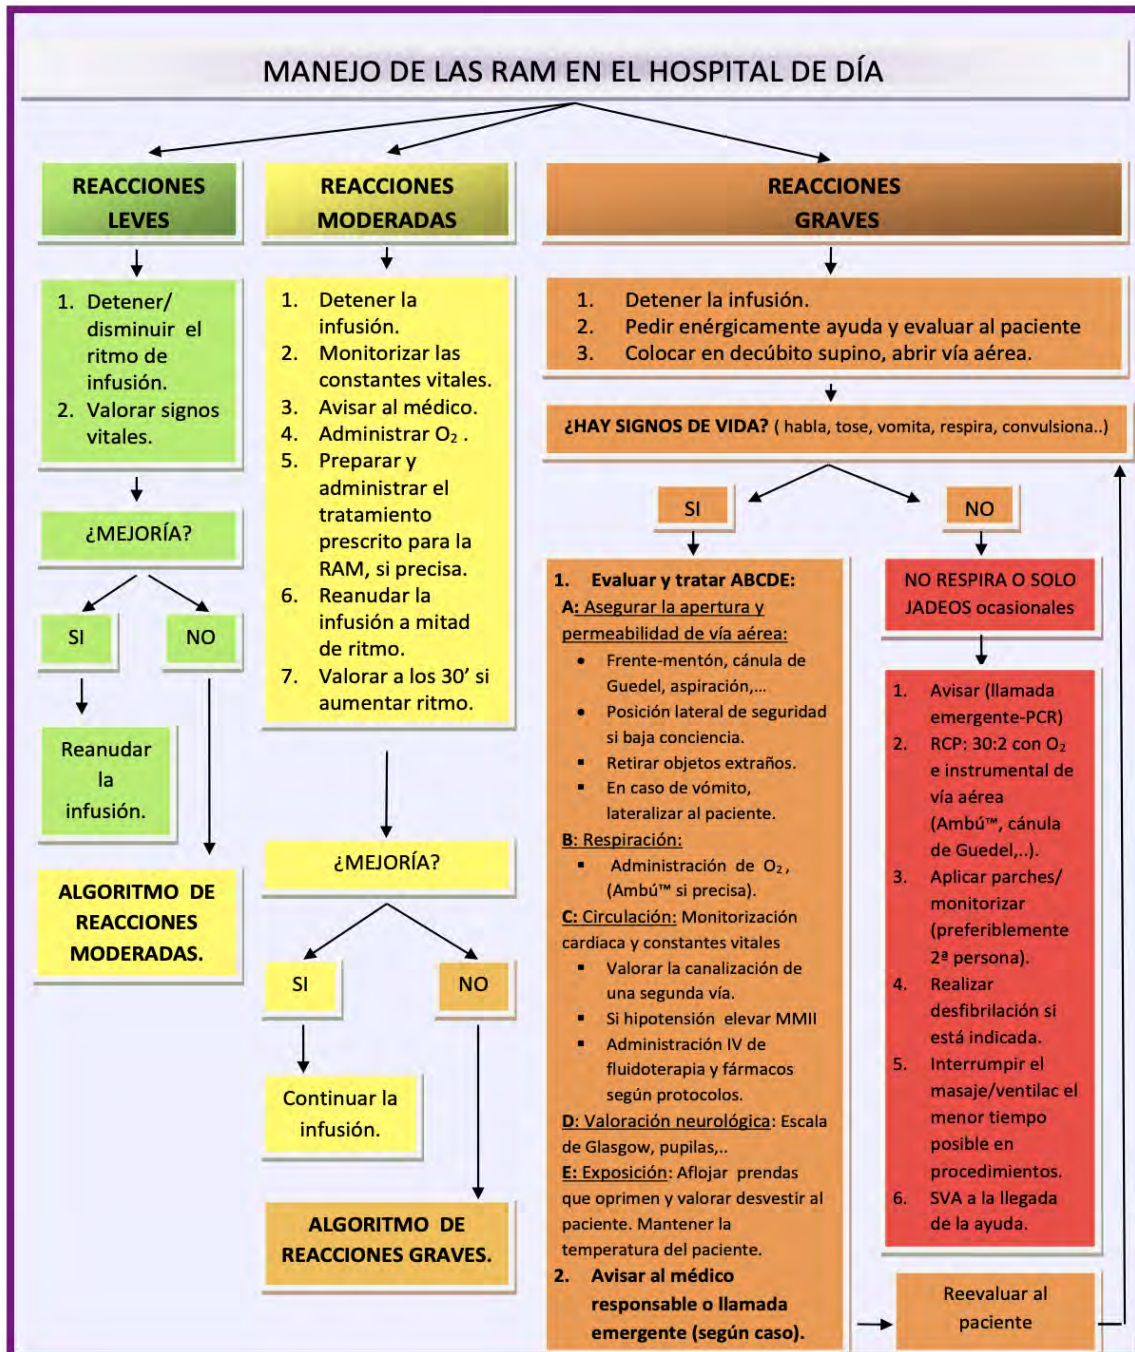 MANEJO DE LAS RAM EN EL HOSPITAL DE DÍA
REACCIONES
LEVES
1. Detener/
disminuir el
ritmo de
infusión.
2. Valorar signos
vitales.
¿MEJORÍA?
SI
NO
Reanudar
la
infusión.
ALGORITMO DE
REACCIONES
MODERADAS.
REACCIONES
MODERADAS
1. Detener la
infusión.
2. Monitorizar las
constantes vitales.
3. Avisar al médico.
4. Administrar O₂ .
5. Preparar y
administrar el
tratamiento
prescrito para la
RAM, si precisa.
6. Reanudar la
infusión a mitad
de ritmo.
7. Valorar a los 30’ si
aumentar ritmo.
¿MEJORÍA?
SI
NO
Continuar la
infusión.
ALGORITMO DE
REACCIONES GRAVES.
REACCIONES
GRAVES
1. Detener la infusión.
2. Pedir enérgicamente ayuda y evaluar al paciente
3. Colocar en decúbito supino, abrir vía aérea.
¿HAY SIGNOS DE VIDA? ( habla, tose, vomita, respira, convulsiona..)
SI
NO
1. Evaluar y tratar ABCDE:
A: Asegurar la apertura y
permeabilidad de vía aérea:
• Frente-mentón, cánula de
Guedel, aspiración,...
• Posición lateral de seguridad
si baja conciencia.
▪ Retirar objetos extraños.
▪ En caso de vómito,
lateralizar al paciente.
B: Respiración:
▪ Administración de O₂ ,
(Ambú™ si precisa).
C: Circulación: Monitorización
cardiaca y constantes vitales
▪ Valorar la canalización de
una segunda vía.
▪ Si hipotensión elevar MMII
▪ Administración IV de
fluidoterapia y fármacos
según protocolos.
D: Valoración neurológica: Escala
de Glasgow, pupilas,..
E: Exposición: Aflojar prendas
que oprimen y valorar desvestir al
paciente. Mantener la
temperatura del paciente.
2. Avisar al médico
responsable o llamada
emergente (según caso).
NO RESPIRA O SOLO
JADEOS ocasionales
1. Avisar (llamada
emergente-PCR)
2. RCP: 30:2 con O₂
e instrumental de
vía aérea
(Ambú™, cánula
de Guedel,..).
3. Aplicar parches/
monitorizar
(preferiblemente
2ª persona).
4. Realizar
desfibrilación si
está indicada.
5. Interrumpir el
masaje/ventilac el
menor tiempo
posible en
procedimientos.
6. SVA a la llegada
de la ayuda.
Reevaluar al
paciente